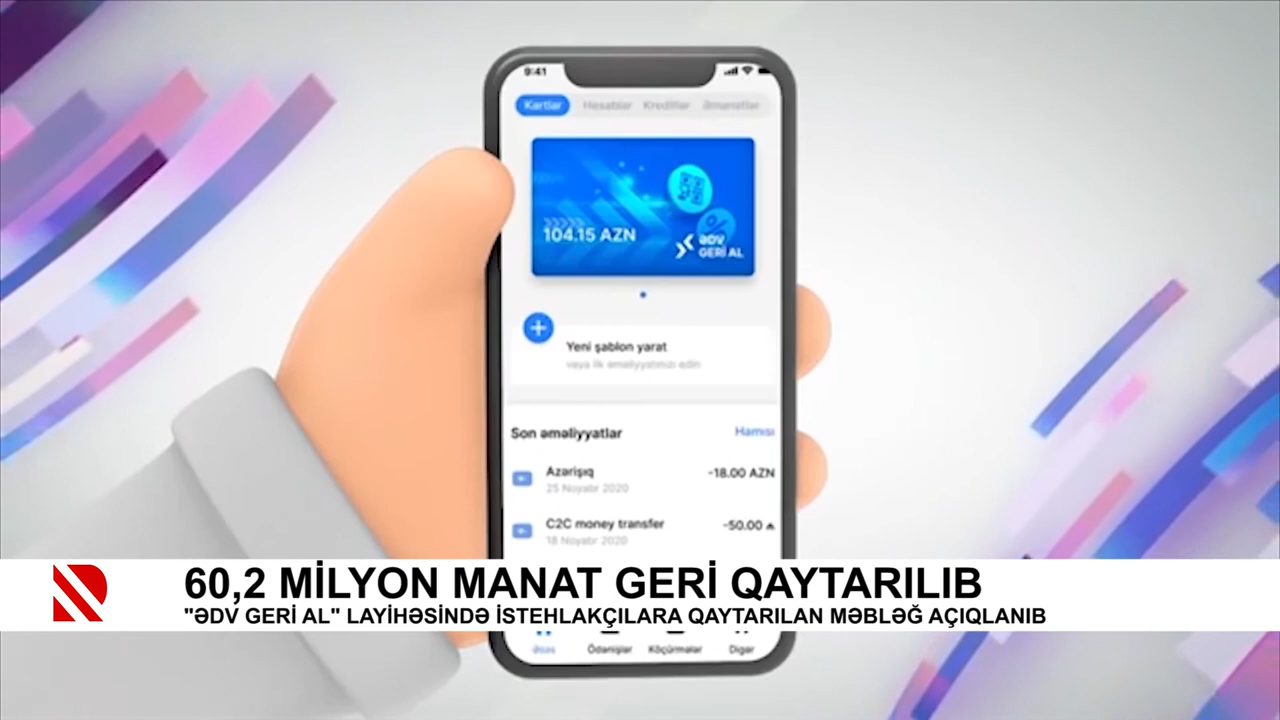 9:41
Kartlar Hesablar Kreditlər Əmanətlər
104.15 AZN
ƏDV
GERİ AL
Yeni şablon yarat
vəya ilk əməliyyatınızı edin
Son əməliyyatlar Hamısı
Azərişıq -18.00 AZN
25 Noyabr 2020
C2C money transfer -50.00 ₼
18 Noyabr 2020
60,2 MİLYON MANAT GERİ QAYTARILIB
"ƏDV GERİ AL" LAYİHƏSİNDƏ İSTEHLAKÇILARA QAYTARILAN MƏBLƏĞ AÇIQLANIB
Əsas Ödənişlər Köçürmələr Digər